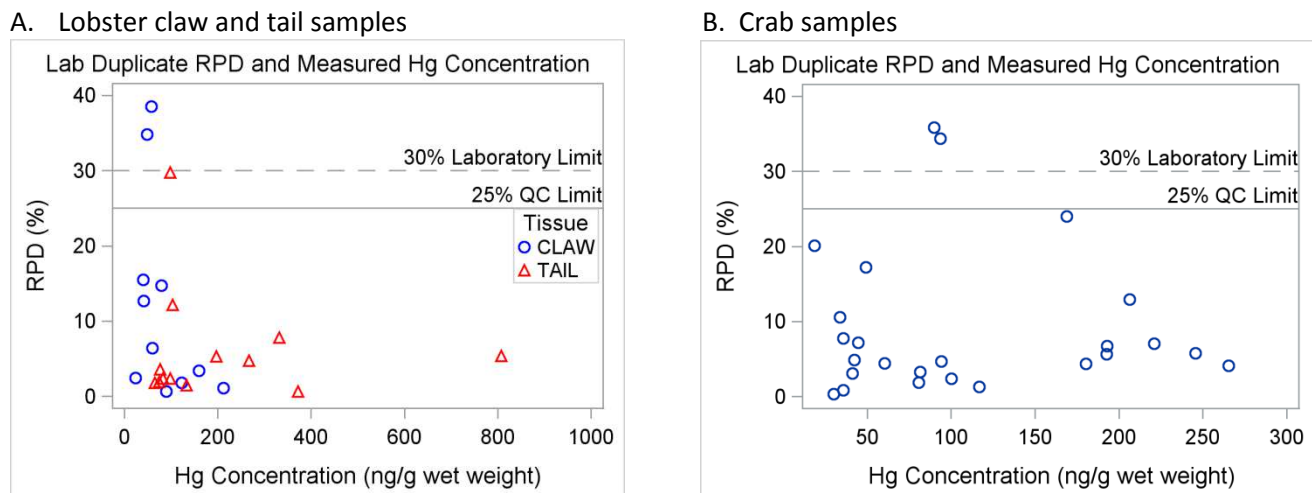 A. Lobster claw and tail samples
Lab Duplicate RPD and Measured Hg Concentration
40
30
20
10
0
RPD (%)
30% Laboratory Limit
25% QC Limit
Tissue
CLAW
TAIL
0 200 400 600 800 1000
Hg Concentration (ng/g wet weight)
B. Crab samples
Lab Duplicate RPD and Measured Hg Concentration
40
30
20
10
0
RPD (%)
30% Laboratory Limit
25% QC Limit
50 100 150 200 250 300
Hg Concentration (ng/g wet weight)